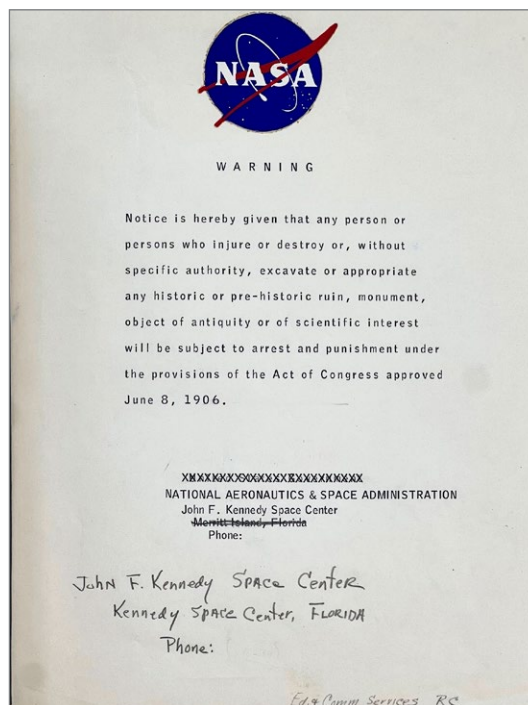 NASA
WARNING
Notice is hereby given that any person or
persons who injure or destroy or, without
specific authority, excavate or appropriate
any historic or pre-historic ruin, monument,
object of antiquity or of scientific interest
will be subject to arrest and punishment under
the provisions of the Act of Congress approved
June 8, 1906.
NATIONAL AERONAUTICS & SPACE ADMINISTRATION
John F. Kennedy Space Center
Merritt Island, Florida
Phone:
John F. Kennedy Space Center
Kennedy Space Center, FLORIDA
Phone:
Ed. & Comm Services RC